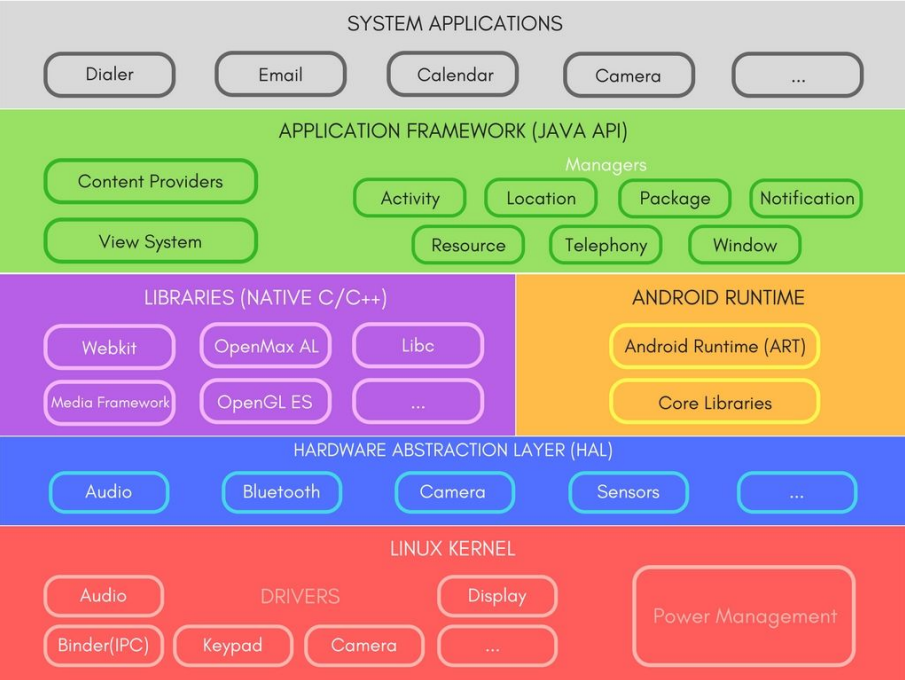 SYSTEM APPLICATIONS
Dialer
Email
Calendar
Camera
...
APPLICATION FRAMEWORK (JAVA API)
Content Providers
View System
Managers
Activity
Location
Package
Notification
Resource
Telephony
Window
LIBRARIES (NATIVE C/C++)
Webkit
OpenMax AL
Libc
Media Framework
OpenGL ES
...
ANDROID RUNTIME
Android Runtime (ART)
Core Libraries
HARDWARE ABSTRACTION LAYER (HAL)
Audio
Bluetooth
Camera
Sensors
...
LINUX KERNEL
Audio
DRIVERS
Display
Binder(IPC)
Keypad
Camera
...
Power Management